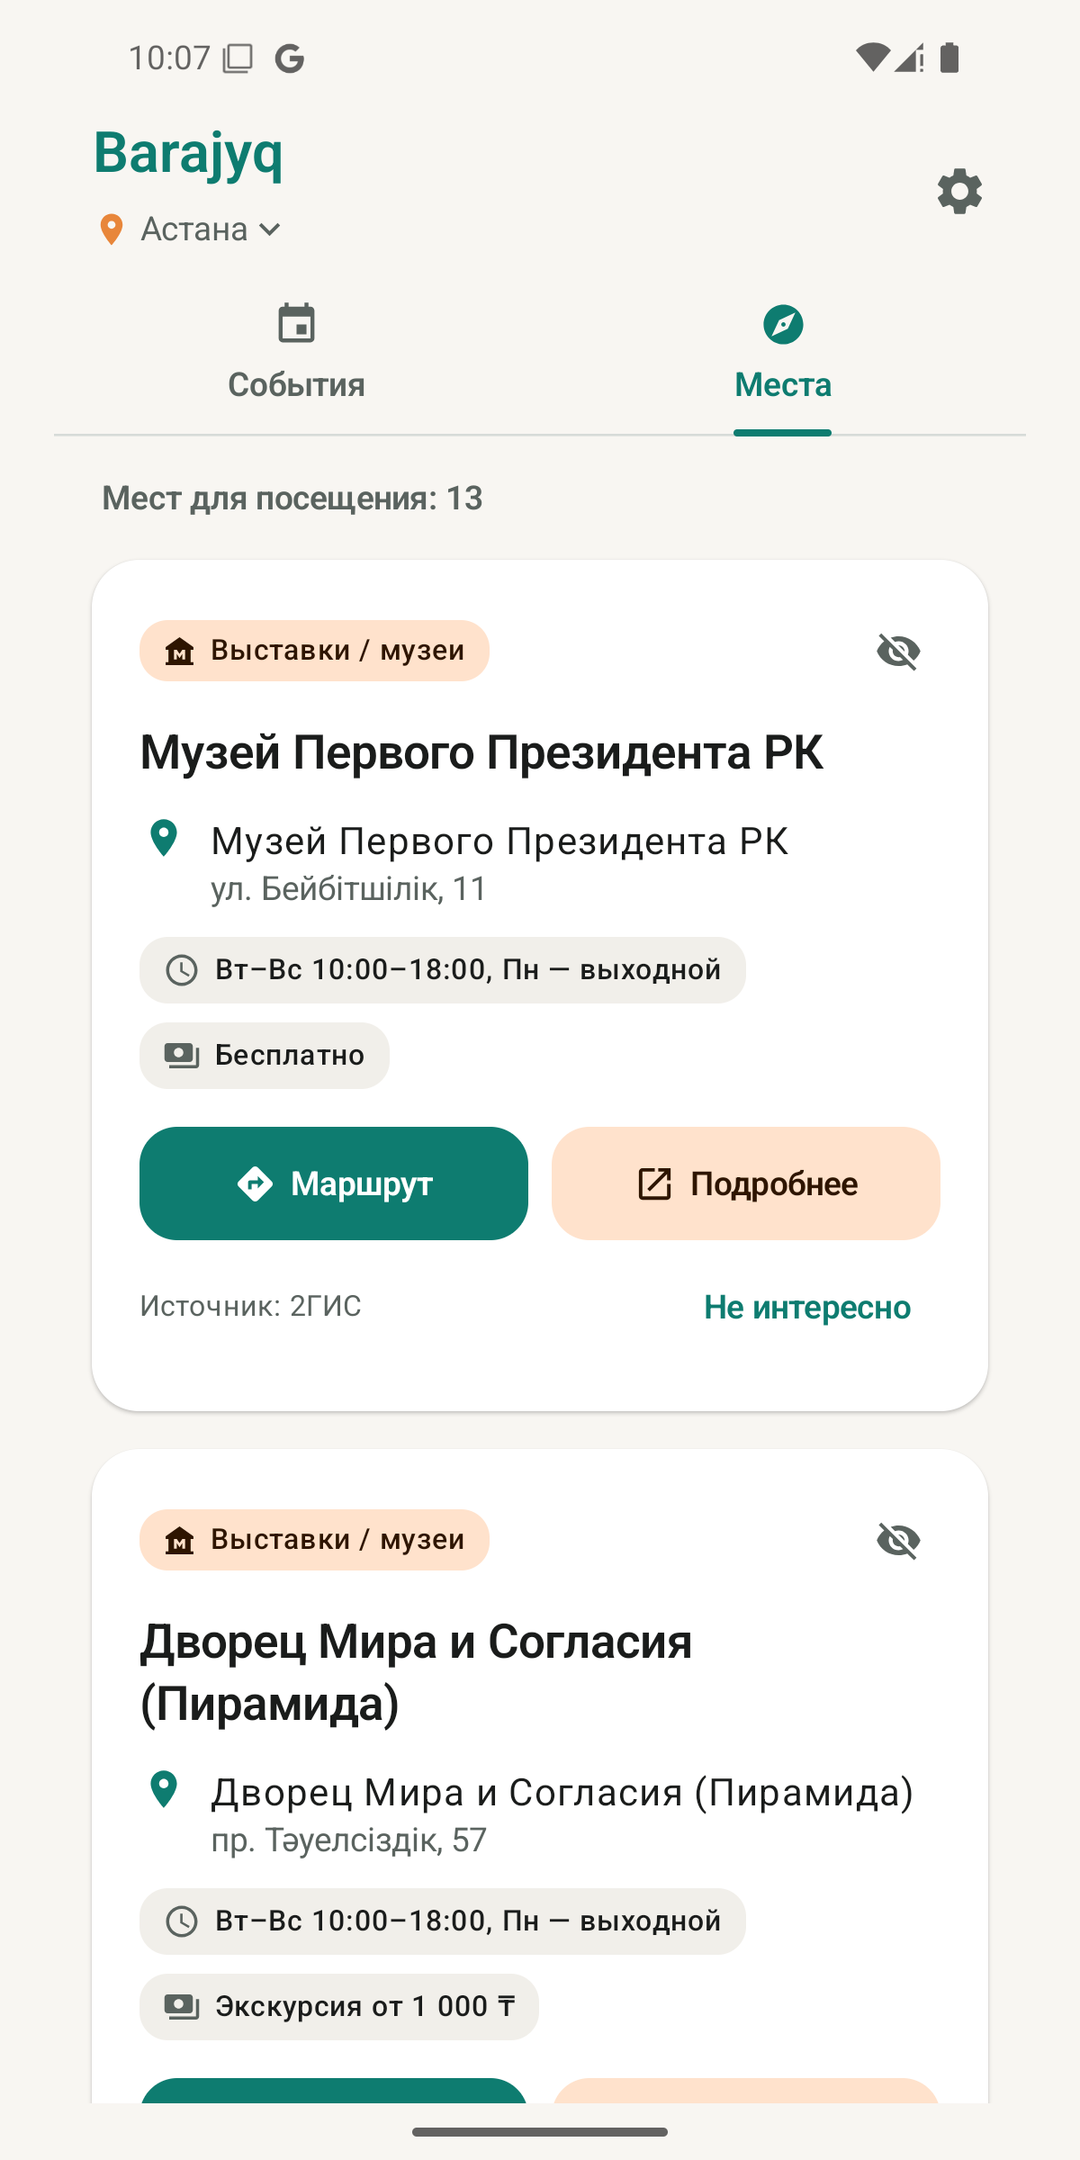 10:07
Barajyq
Астана
События
Места
Мест для посещения: 13
Выставки / музеи
Музей Первого Президента РК
Музей Первого Президента РК
ул. Бейбітшілік, 11
Вт–Вс 10:00–18:00, Пн — выходной
Бесплатно
Маршрут
Подробнее
Источник: 2ГИС
Не интересно
Выставки / музеи
Дворец Мира и Согласия
(Пирамида)
Дворец Мира и Согласия (Пирамида)
пр. Тәуелсіздік, 57
Вт–Вс 10:00–18:00, Пн — выходной
Экскурсия от 1 000 ₸